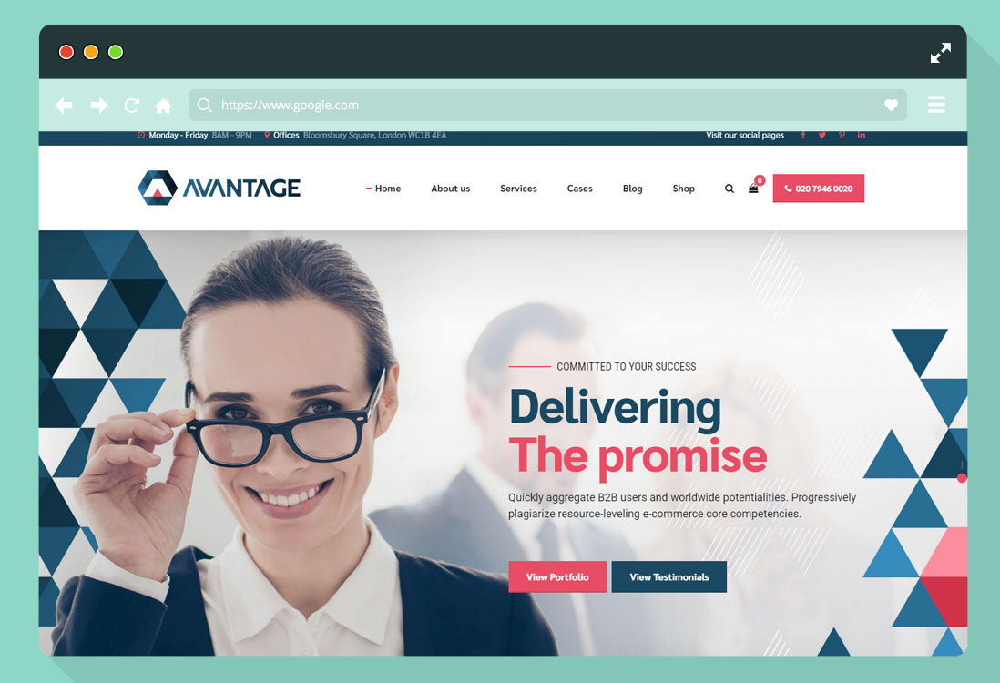 https://www.google.com
Monday - Friday 8AM - 9PM Offices Bloomsbury Square, London WC1B 4EA Visit our social pages
AVANTAGE Home About us Services Cases Blog Shop 0 020 7946 0020
COMMITTED TO YOUR SUCCESS
Delivering
The promise
Quickly aggregate B2B users and worldwide potentialities. Progressively
plagiarize resource-leveling e-commerce core competencies.
View Portfolio View Testimonials